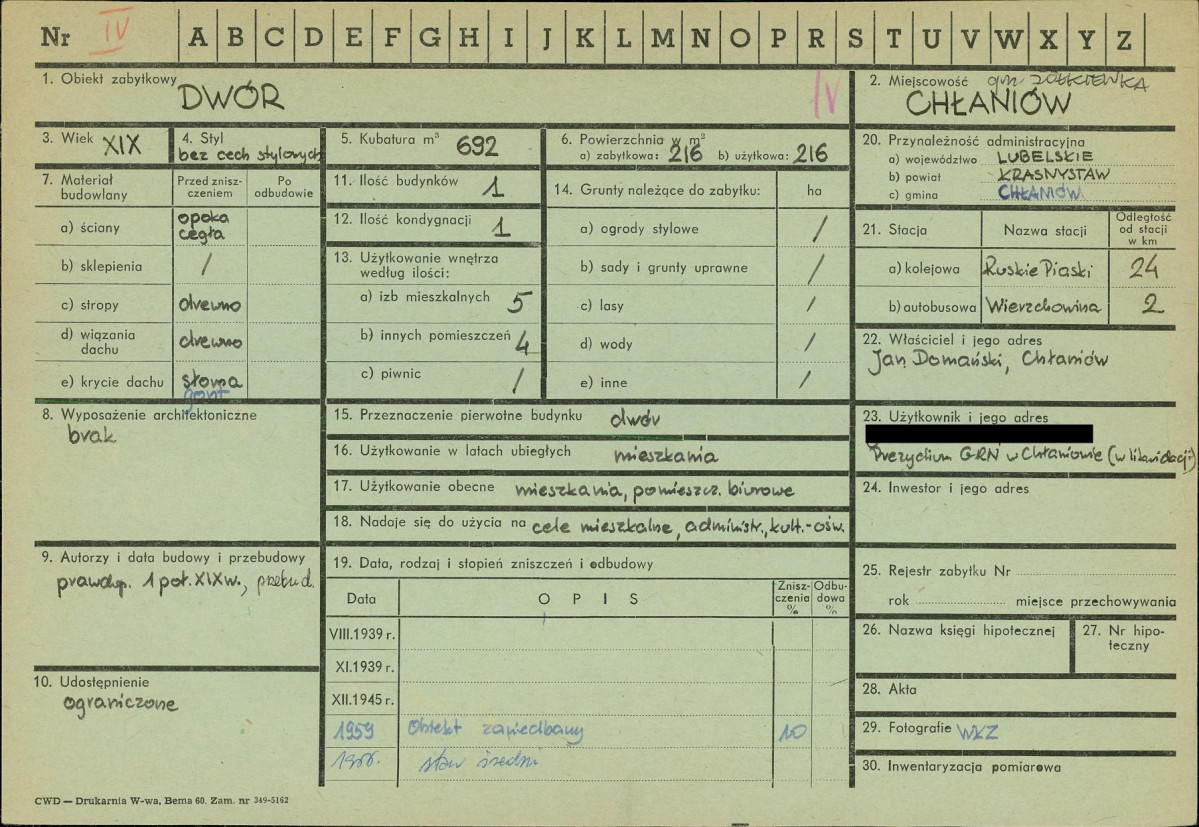 Nr IV A B C D E F G H I J K L M N O P R S T U V W X Y Z
1. Obiekt zabytkowy
DWÓR
IV
2. Miejscowość gm ŻÓŁKIEWKA
CHŁANIÓW
3. Wiek XIX
4. Styl
bez cech stylowych
5. Kubatura m³ 692
6. Powierzchnia w m²
a) zabytkowa: 216 b) użytkowa: 216
20. Przynależność administracyjna
a) województwo LUBELSKIE
b) powiat KRASNYSTAW
c) gmina CHŁANIÓW
7. Materiał budowlany
Przed zniszczeniem
Po odbudowie
a) ściany opoka
cegła
b) sklepienia /
c) stropy drewno
d) wiązania dachu drewno
e) krycie dachu słoma
gont
11. Ilość budynków 1
12. Ilość kondygnacji 1
13. Użytkowanie wnętrza
według ilości:
a) izb mieszkalnych 5
b) innych pomieszczeń 4
c) piwnic /
14. Grunty należące do zabytku: ha
a) ogrody stylowe /
b) sady i grunty uprawne /
c) lasy /
d) wody /
e) inne /
21. Stacja Nazwa stacji Odległość
od stacji
w km
a) kolejowa Ruskie Piaski 24
b) autobusowa Wierzchowina 2
22. Właściciel i jego adres
Jan Domański, Chłaniów
8. Wyposażenie architektoniczne
brak
15. Przeznaczenie pierwotne budynku dwór
16. Użytkowanie w latach ubiegłych mieszkania
17. Użytkowanie obecne mieszkania, pomieszcz. biurowe
18. Nadaje się do użycia na cele mieszkalne, administr., kult.-ośw.
23. Użytkownik i jego adres
Prezydium GRN w Chłaniowie (w likwidacji)
24. Inwestor i jego adres
9. Autorzy i data budowy i przebudowy
prawdop. 1 poł. XIX w., przebud.
10. Udostępnienie
ograniczone
19. Data, rodzaj i stopień zniszczeń i odbudowy
Data OPIS Zniszczenia % Odbudowa %
VIII.1939 r.
XI.1939 r.
XII.1945 r.
1959 Obiekt zaniedbany 10
stan średni
25. Rejestr zabytku Nr
rok miejsce przechowywania
26. Nazwa księgi hipotecznej
27. Nr hipoteczny
28. Akta
29. Fotografie WKZ
30. Inwentaryzacja pomiarowa
CWD — Drukarnia W-wa, Bema 60. Zam. nr 349-5162